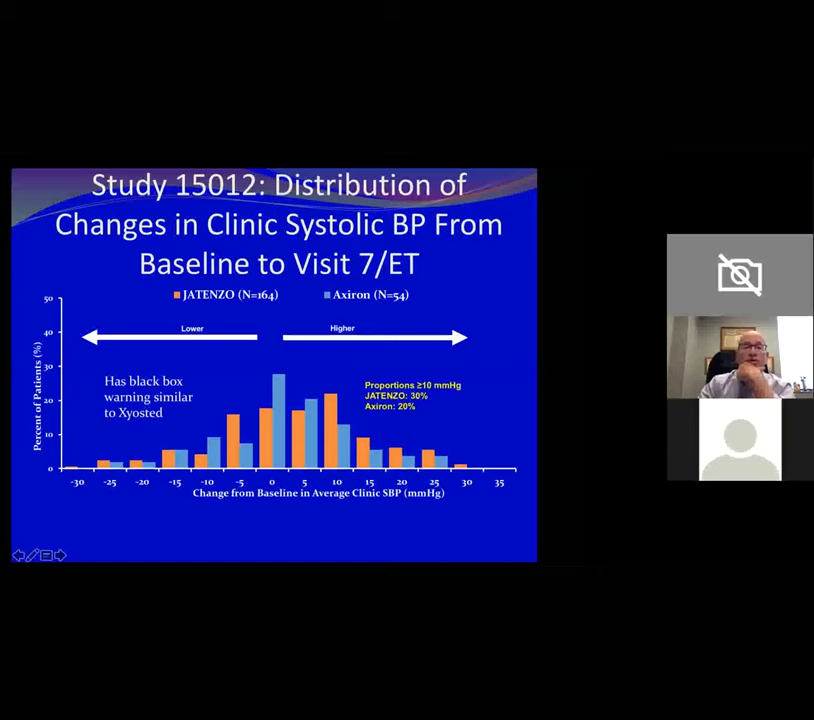 Study 15012: Distribution of
Changes in Clinic Systolic BP From
Baseline to Visit 7/ET
JATENZO (N=164)
Axiron (N=54)
Lower
Higher
Has black box
warning similar
to Xyosted
Proportions ≥10 mmHg
JATENZO: 30%
Axiron: 20%
Percent of Patients (%)
50
40
30
20
10
0
-30 -25 -20 -15 -10 -5 0 5 10 15 20 25 30 35
Change from Baseline in Average Clinic SBP (mmHg)